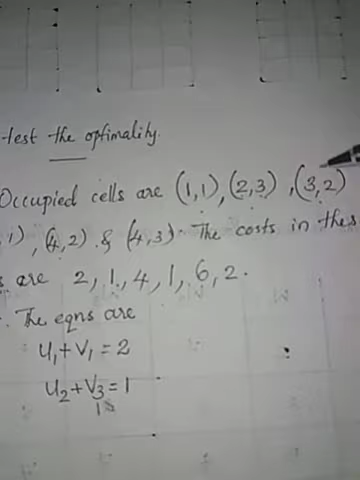 test the optimality.
Occupied cells are (1,1), (2,3), (3,2)
1), (4,2) & (4,3). The costs in thes
s are 2, 1, 4, 1, 6, 2.
. The eqns are
U₁+V₁ = 2
U₂+V₃ = 1